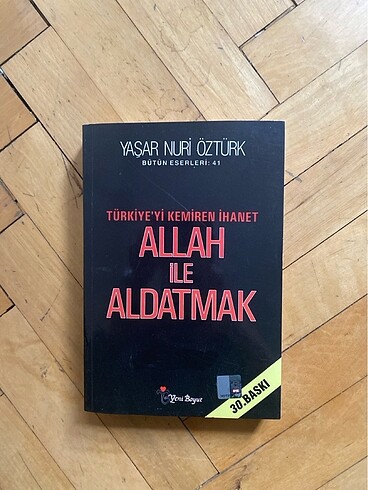 YAŞAR NURİ ÖZTÜRK
BÜTÜN ESERLERİ: 41
TÜRKİYE'Yİ KEMİREN İHANET
ALLAH
İLE
ALDATMAK
30.BASKI
Yeni Boyut